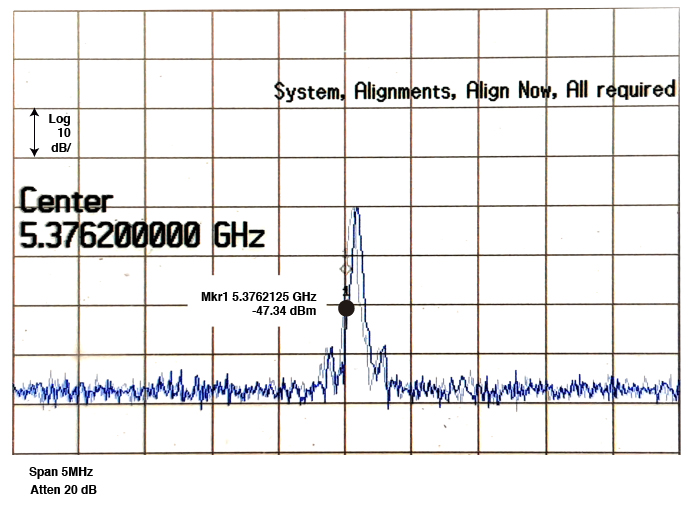 System, Alignments, Align Now, All required
Log
10
dB/
Center
5.376200000 GHz
Mkr1 5.3762125 GHz
-47.34 dBm
1
Span 5MHz
Atten 20 dB